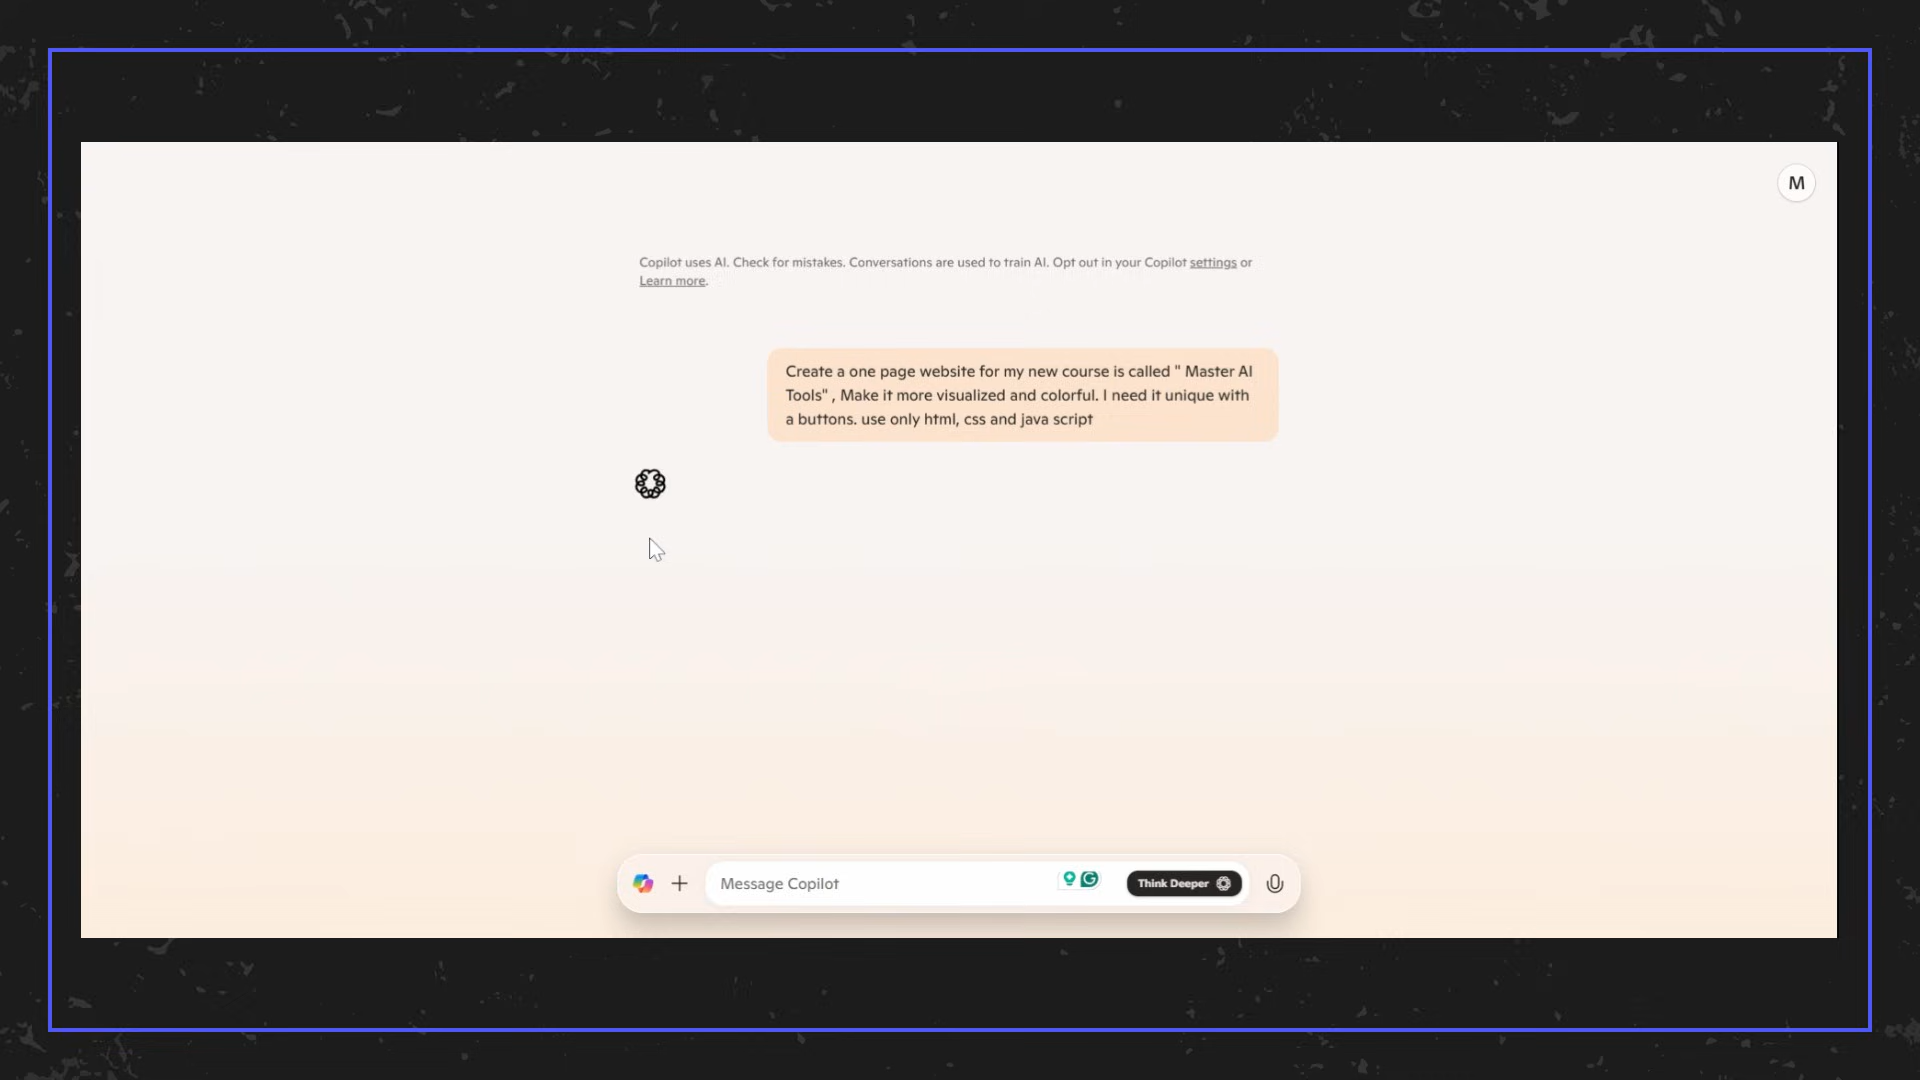 M
Copilot uses AI. Check for mistakes. Conversations are used to train AI. Opt out in your Copilot settings or
Learn more.
Create a one page website for my new course is called " Master AI
Tools" , Make it more visualized and colorful. I need it unique with
a buttons. use only html, css and java script
Message Copilot
Think Deeper